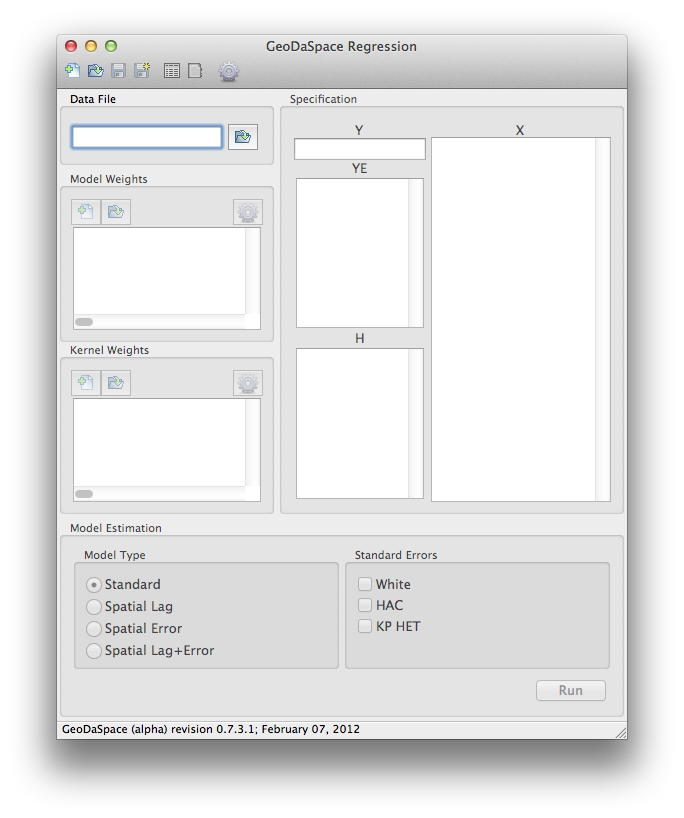 GeoDaSpace Regression
Data File
Model Weights
Kernel Weights
Specification
Y
YE
H
X
Model Estimation
Model Type
Standard
Spatial Lag
Spatial Error
Spatial Lag+Error
Standard Errors
White
HAC
KP HET
Run
GeoDaSpace (alpha) revision 0.7.3.1; February 07, 2012